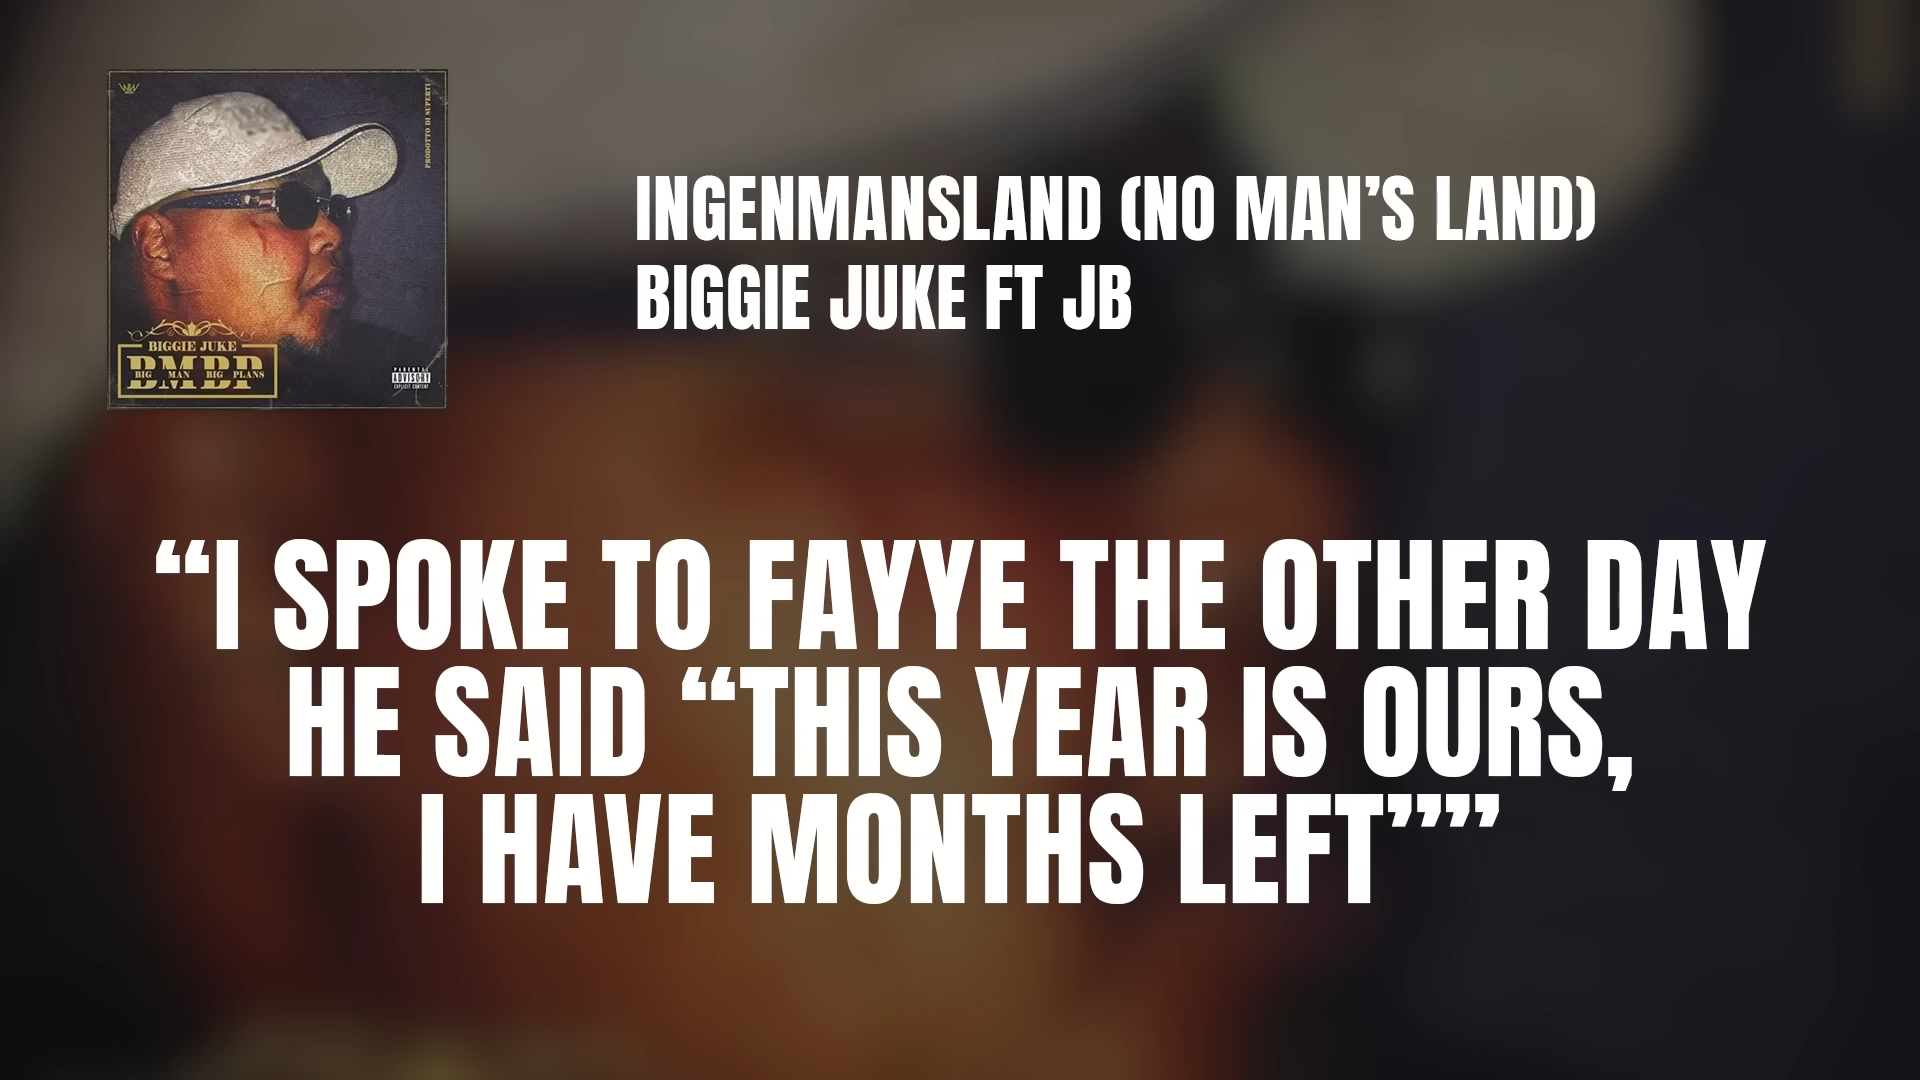 PRODOTTO DI SUPERTI
BIGGIE JUKE
BMBP
BIG MAN BIG PLANS
PARENTAL
ADVISORY
EXPLICIT CONTENT
INGENMANSLAND (NO MAN’S LAND)
BIGGIE JUKE FT JB
“I SPOKE TO FAYYE THE OTHER DAY
HE SAID “THIS YEAR IS OURS,
I HAVE MONTHS LEFT””